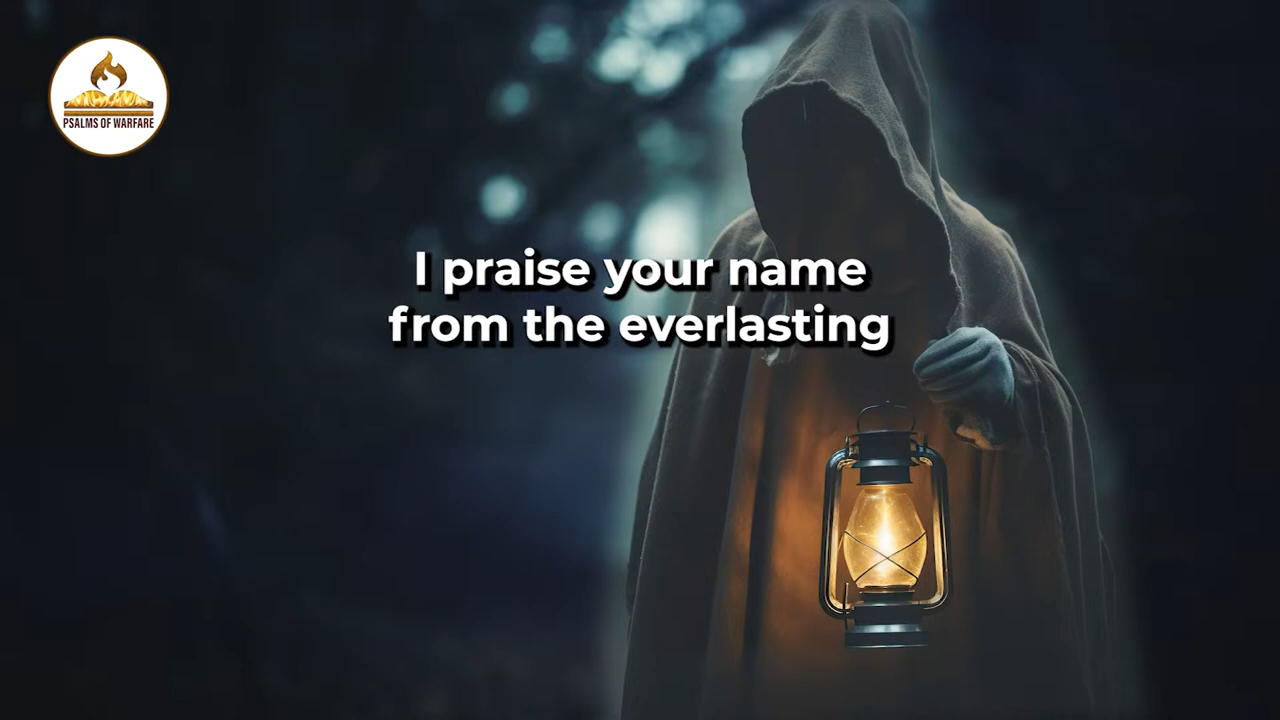 PSALMS OF WARFARE
I praise your name
from the everlasting